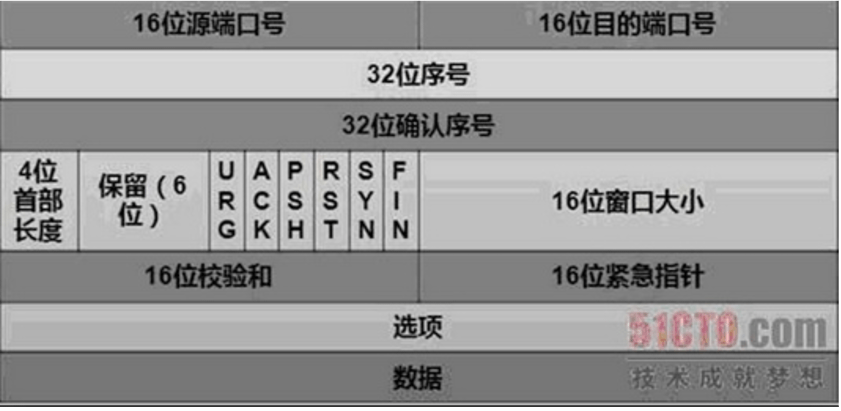 16位源端口号 16位目的端口号
32位序号
32位确认序号
4位首部长度 保留（6位） URG ACK PSH RST SYN FIN 16位窗口大小
16位校验和 16位紧急指针
选项
数据
51CTO.com
技术成就梦想